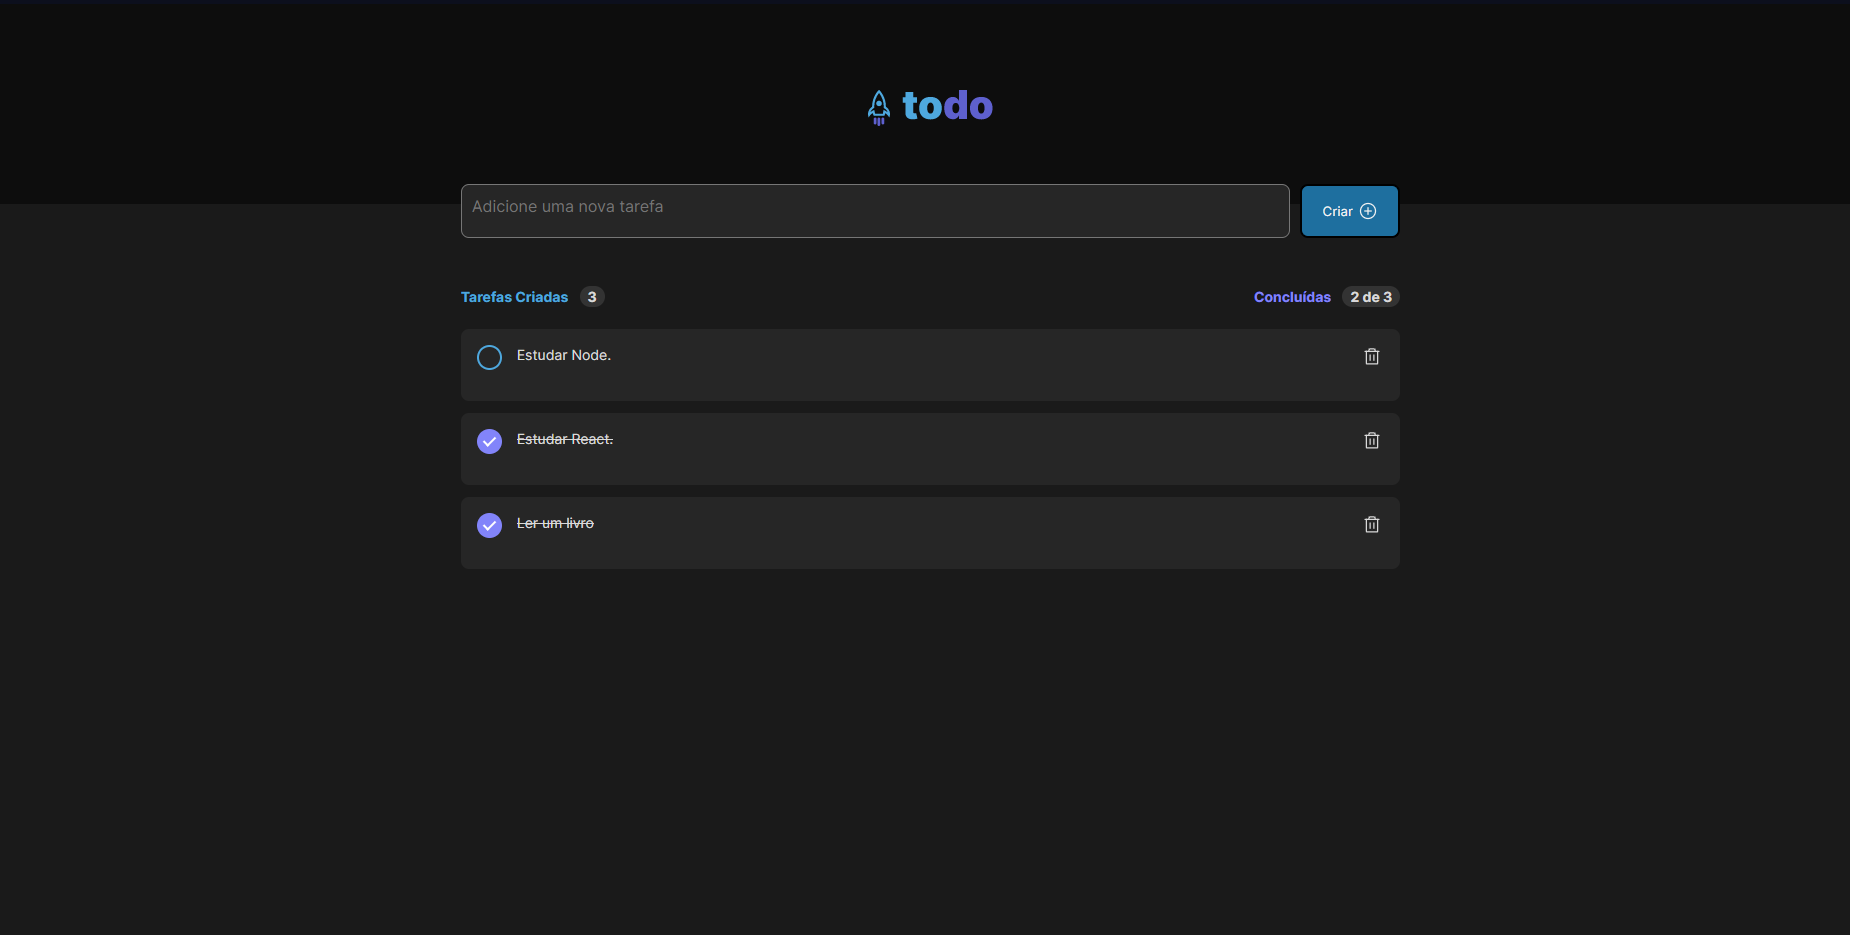 todo
Adicione uma nova tarefa
Criar
Tarefas Criadas 3
Concluídas 2 de 3
Estudar Node.
Estudar React.
Ler um livro